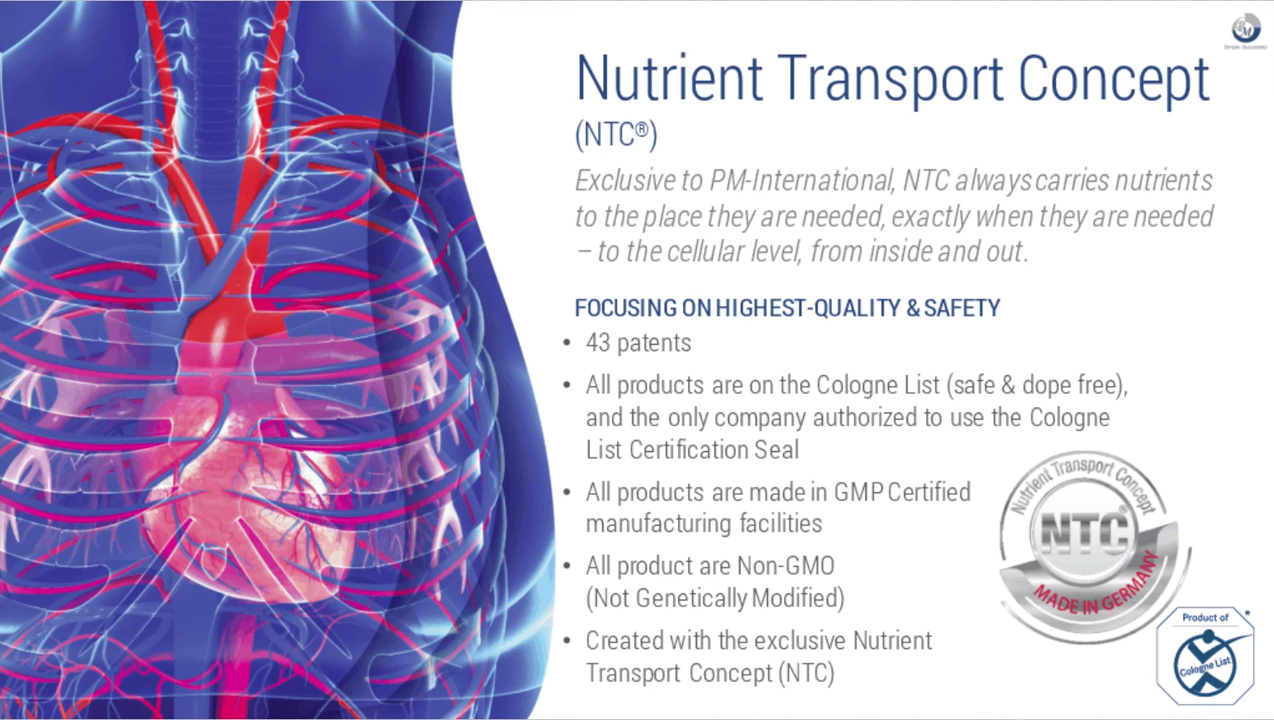 Nutrient Transport Concept
(NTC®)
Exclusive to PM-International, NTC always carries nutrients
to the place they are needed, exactly when they are needed
– to the cellular level, from inside and out.
FOCUSING ON HIGHEST-QUALITY & SAFETY
• 43 patents
• All products are on the Cologne List (safe & dope free),
and the only company authorized to use the Cologne
List Certification Seal
• All products are made in GMP Certified
manufacturing facilities
• All product are Non-GMO
(Not Genetically Modified)
• Created with the exclusive Nutrient
Transport Concept (NTC)
Nutrient Transport Concept
NTC®
MADE IN GERMANY
Product of
Cologne List
PM